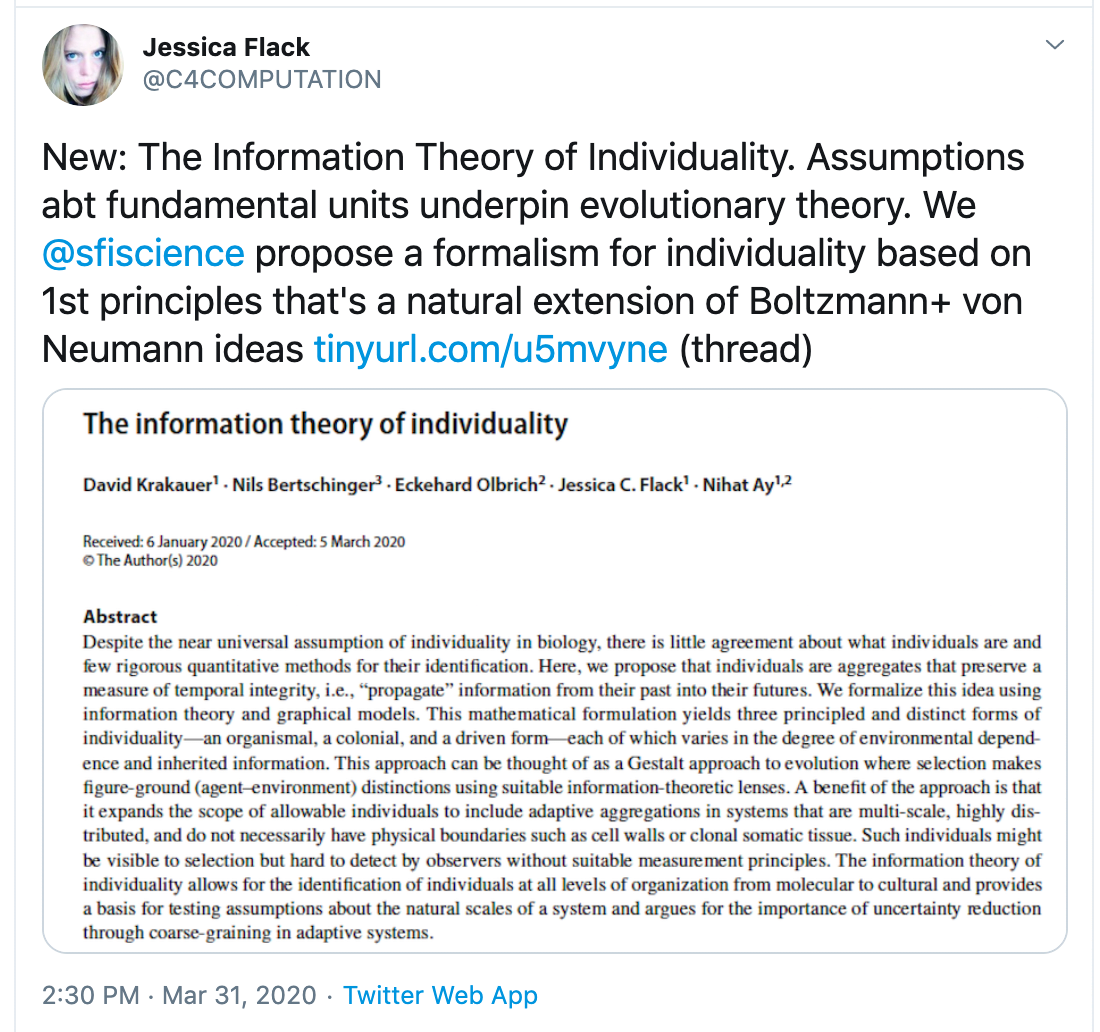 Jessica Flack
@C4COMPUTATION
New: The Information Theory of Individuality. Assumptions
abt fundamental units underpin evolutionary theory. We
@sfiscience propose a formalism for individuality based on
1st principles that's a natural extension of Boltzmann+ von
Neumann ideas tinyurl.com/u5mvyne (thread)
The information theory of individuality
David Krakauer¹ · Nils Bertschinger³ · Eckehard Olbrich² · Jessica C. Flack¹ · Nihat Ay¹,²
Received: 6 January 2020 / Accepted: 5 March 2020
© The Author(s) 2020
Abstract
Despite the near universal assumption of individuality in biology, there is little agreement about what individuals are and
few rigorous quantitative methods for their identification. Here, we propose that individuals are aggregates that preserve a
measure of temporal integrity, i.e., “propagate” information from their past into their futures. We formalize this idea using
information theory and graphical models. This mathematical formulation yields three principled and distinct forms of
individuality—an organismal, a colonial, and a driven form—each of which varies in the degree of environmental depend-
ence and inherited information. This approach can be thought of as a Gestalt approach to evolution where selection makes
figure-ground (agent–environment) distinctions using suitable information-theoretic lenses. A benefit of the approach is that
it expands the scope of allowable individuals to include adaptive aggregations in systems that are multi-scale, highly dis-
tributed, and do not necessarily have physical boundaries such as cell walls or clonal somatic tissue. Such individuals might
be visible to selection but hard to detect by observers without suitable measurement principles. The information theory of
individuality allows for the identification of individuals at all levels of organization from molecular to cultural and provides
a basis for testing assumptions about the natural scales of a system and argues for the importance of uncertainty reduction
through coarse-graining in adaptive systems.
2:30 PM · Mar 31, 2020 · Twitter Web App